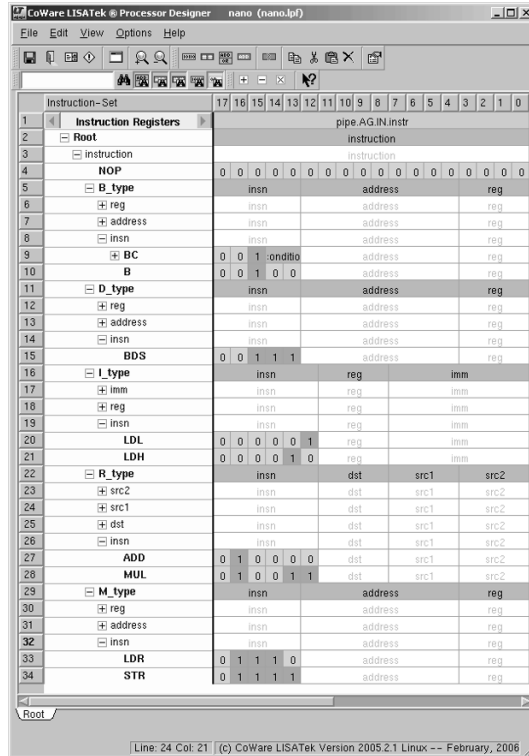 CoWare LISATek ® Processor Designer nano (nano.lpf)
File Edit View Options Help
Instruction-Set 17 16 15 14 13 12 11 10 9 8 7 6 5 4 3 2 1 0
1 Instruction Registers pipe.AG.IN.instr
2 Root instruction
3 instruction instruction
4 NOP 0 0 0 0 0 0 0 0 0 0 0 0 0 0 0 0 0 0
5 B_type insn address reg
6 reg insn address reg
7 address insn address reg
8 insn insn address reg
9 BC 0 0 1 :onditio address reg
10 B 0 0 1 0 0 address reg
11 D_type insn address reg
12 reg insn address reg
13 address insn address reg
14 insn insn address reg
15 BDS 0 0 1 1 1 address reg
16 I_type insn reg imm
17 imm insn reg imm
18 reg insn reg imm
19 insn insn reg imm
20 LDL 0 0 0 0 0 1 reg imm
21 LDH 0 0 0 0 1 0 reg imm
22 R_type insn dst src1 src2
23 src2 insn dst src1 src2
24 src1 insn dst src1 src2
25 dst insn dst src1 src2
26 insn insn dst src1 src2
27 ADD 0 1 0 0 0 0 dst src1 src2
28 MUL 0 1 0 0 1 1 dst src1 src2
29 M_type insn address reg
30 reg insn address reg
31 address insn address reg
32 insn insn address reg
33 LDR 0 1 1 1 0 address reg
34 STR 0 1 1 1 1 address reg
Root
Line: 24 Col: 21 (c) CoWare LISATek Version 2005.2.1 Linux -- February, 2006